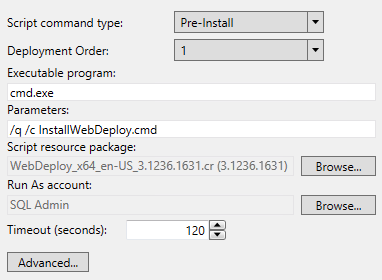 Script command type: Pre-Install
Deployment Order: 1
Executable program:
cmd.exe
Parameters:
/q /c InstallWebDeploy.cmd
Script resource package:
WebDeploy_x64_en-US_3.1236.1631.cr (3.1236.1631) Browse...
Run As account:
SQL Admin Browse...
Timeout (seconds): 120
Advanced...